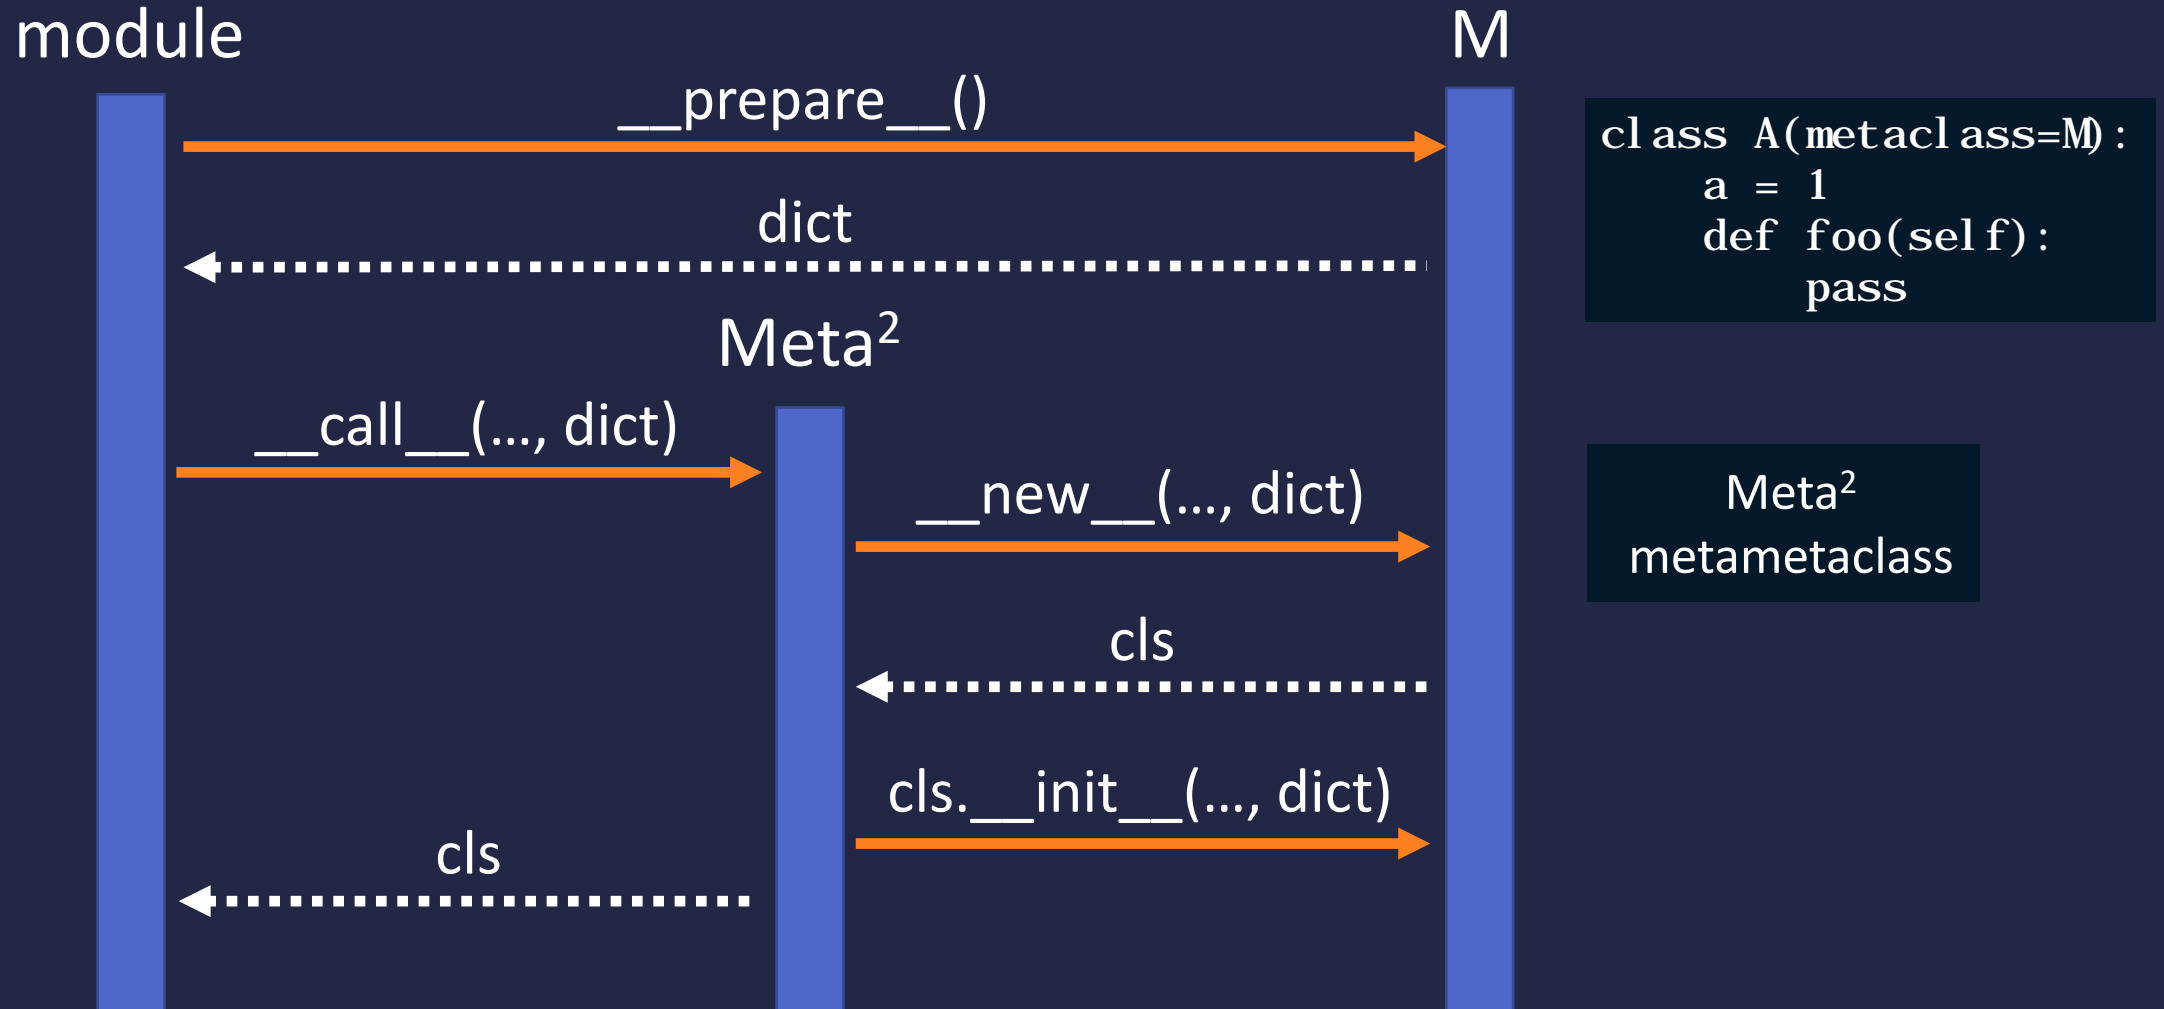 module
M
__prepare__()
class A(metaclass=M):
    a = 1
    def foo(self):
        pass
dict
Meta²
__call__(…, dict)
__new__(…, dict)
Meta²
metametaclass
cls
cls.__init__(…, dict)
cls